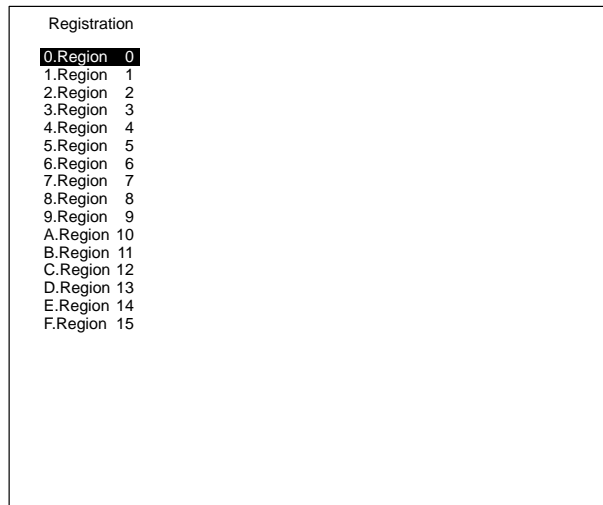 Registration
0.Region 0
1.Region 1
2.Region 2
3.Region 3
4.Region 4
5.Region 5
6.Region 6
7.Region 7
8.Region 8
9.Region 9
A.Region 10
B.Region 11
C.Region 12
D.Region 13
E.Region 14
F.Region 15